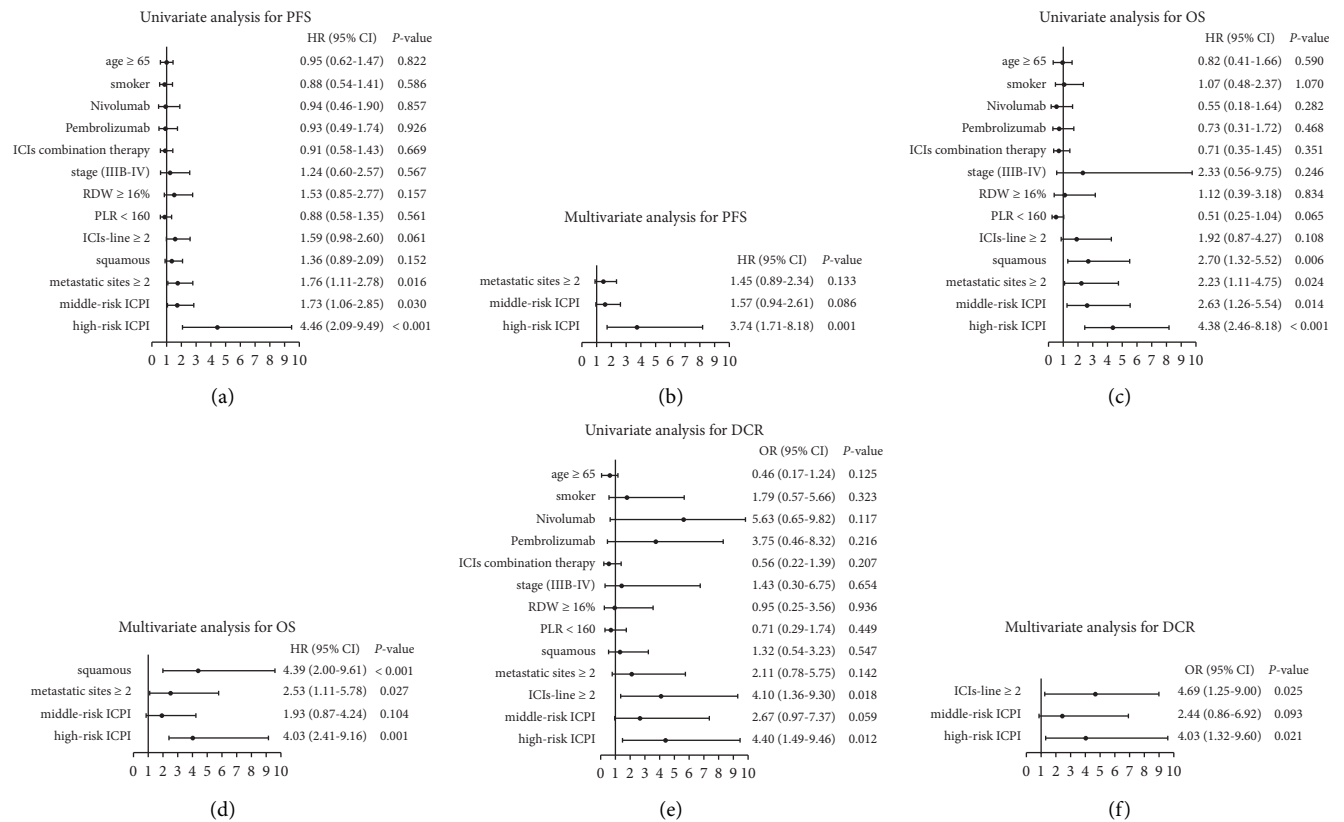 Univariate analysis for PFS
HR (95% CI) P-value
age ≥ 65 0.95 (0.62-1.47) 0.822
smoker 0.88 (0.54-1.41) 0.586
Nivolumab 0.94 (0.46-1.90) 0.857
Pembrolizumab 0.93 (0.49-1.74) 0.926
ICIs combination therapy 0.91 (0.58-1.43) 0.669
stage (IIIB-IV) 1.24 (0.60-2.57) 0.567
RDW ≥ 16% 1.53 (0.85-2.77) 0.157
PLR < 160 0.88 (0.58-1.35) 0.561
ICIs-line ≥ 2 1.59 (0.98-2.60) 0.061
squamous 1.36 (0.89-2.09) 0.152
metastatic sites ≥ 2 1.76 (1.11-2.78) 0.016
middle-risk ICPI 1.73 (1.06-2.85) 0.030
high-risk ICPI 4.46 (2.09-9.49) < 0.001
0 1 2 3 4 5 6 7 8 9 10
(a)
Multivariate analysis for PFS
HR (95% CI) P-value
metastatic sites ≥ 2 1.45 (0.89-2.34) 0.133
middle-risk ICPI 1.57 (0.94-2.61) 0.086
high-risk ICPI 3.74 (1.71-8.18) 0.001
0 1 2 3 4 5 6 7 8 9 10
(b)
Univariate analysis for OS
HR (95% CI) P-value
age ≥ 65 0.82 (0.41-1.66) 0.590
smoker 1.07 (0.48-2.37) 1.070
Nivolumab 0.55 (0.18-1.64) 0.282
Pembrolizumab 0.73 (0.31-1.72) 0.468
ICIs combination therapy 0.71 (0.35-1.45) 0.351
stage (IIIB-IV) 2.33 (0.56-9.75) 0.246
RDW ≥ 16% 1.12 (0.39-3.18) 0.834
PLR < 160 0.51 (0.25-1.04) 0.065
ICIs-line ≥ 2 1.92 (0.87-4.27) 0.108
squamous 2.70 (1.32-5.52) 0.006
metastatic sites ≥ 2 2.23 (1.11-4.75) 0.024
middle-risk ICPI 2.63 (1.26-5.54) 0.014
high-risk ICPI 4.38 (2.46-8.18) < 0.001
0 1 2 3 4 5 6 7 8 9 10
(c)
Multivariate analysis for OS
HR (95% CI) P-value
squamous 4.39 (2.00-9.61) < 0.001
metastatic sites ≥ 2 2.53 (1.11-5.78) 0.027
middle-risk ICPI 1.93 (0.87-4.24) 0.104
high-risk ICPI 4.03 (2.41-9.16) 0.001
0 1 2 3 4 5 6 7 8 9 10
(d)
Univariate analysis for DCR
OR (95% CI) P-value
age ≥ 65 0.46 (0.17-1.24) 0.125
smoker 1.79 (0.57-5.66) 0.323
Nivolumab 5.63 (0.65-9.82) 0.117
Pembrolizumab 3.75 (0.46-8.32) 0.216
ICIs combination therapy 0.56 (0.22-1.39) 0.207
stage (IIIB-IV) 1.43 (0.30-6.75) 0.654
RDW ≥ 16% 0.95 (0.25-3.56) 0.936
PLR < 160 0.71 (0.29-1.74) 0.449
squamous 1.32 (0.54-3.23) 0.547
metastatic sites ≥ 2 2.11 (0.78-5.75) 0.142
ICIs-line ≥ 2 4.10 (1.36-9.30) 0.018
middle-risk ICPI 2.67 (0.97-7.37) 0.059
high-risk ICPI 4.40 (1.49-9.46) 0.012
0 1 2 3 4 5 6 7 8 9 10
(e)
Multivariate analysis for DCR
OR (95% CI) P-value
ICIs-line ≥ 2 4.69 (1.25-9.00) 0.025
middle-risk ICPI 2.44 (0.86-6.92) 0.093
high-risk ICPI 4.03 (1.32-9.60) 0.021
0 1 2 3 4 5 6 7 8 9 10
(f)